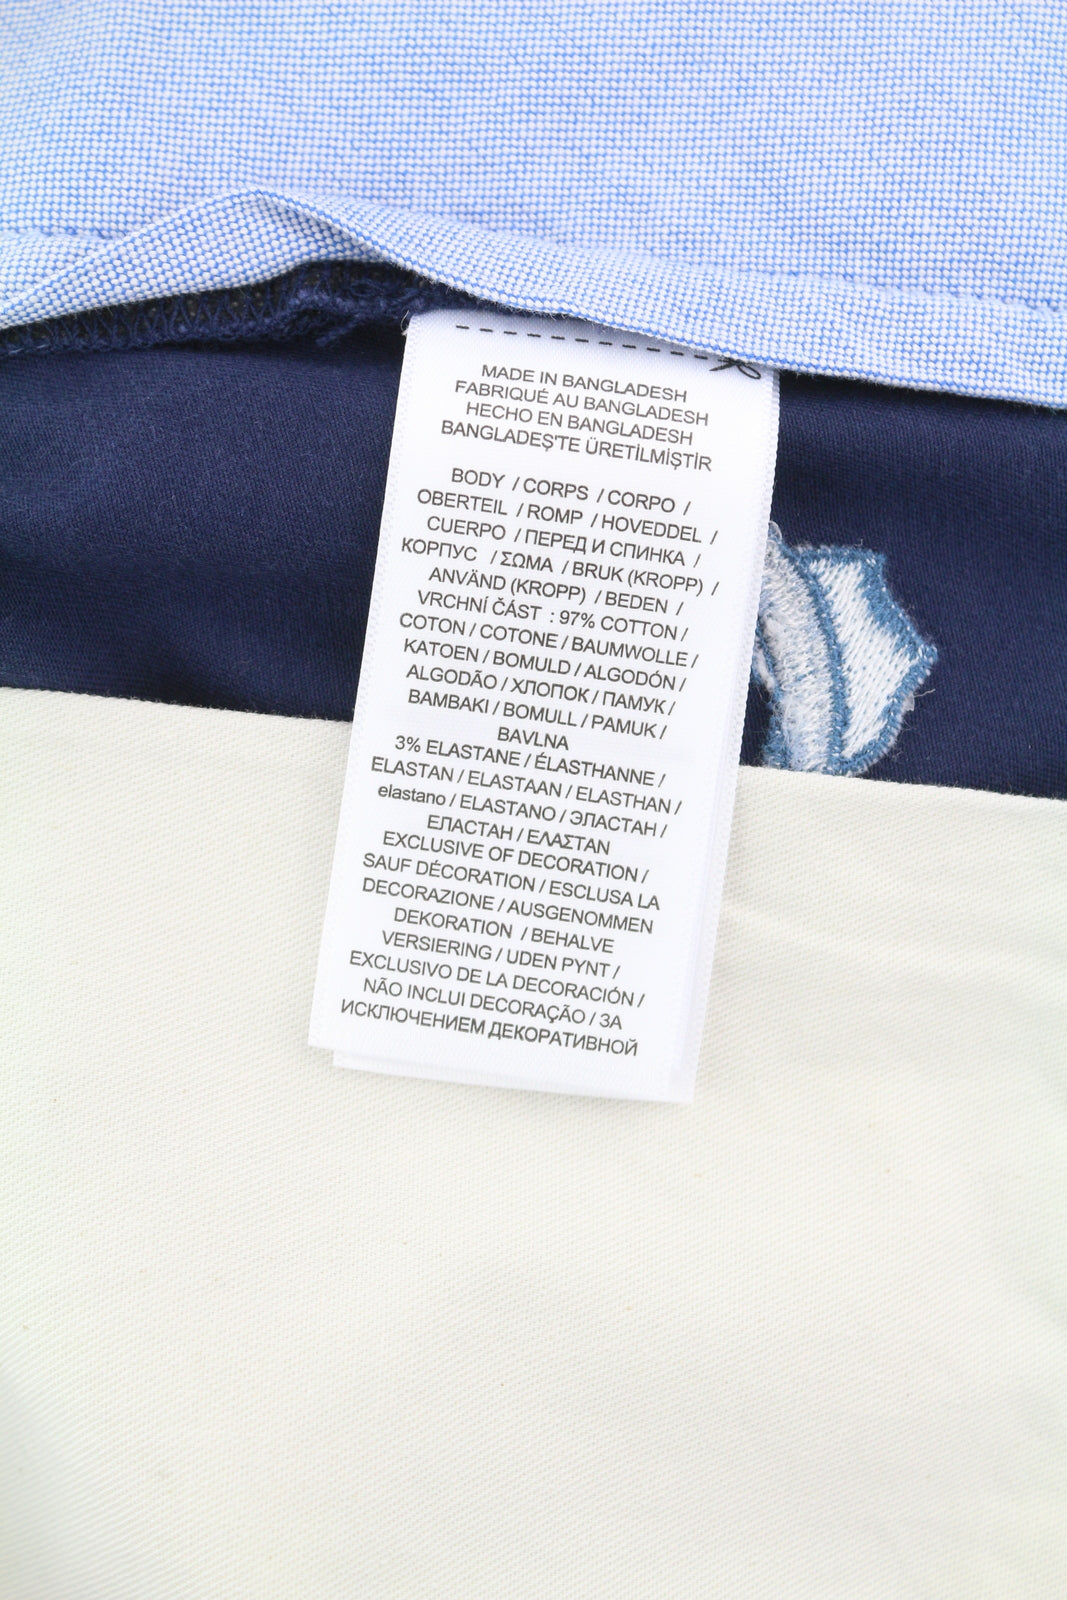 MADE IN BANGLADESH
FABRIQUÉ AU BANGLADESH
HECHO EN BANGLADESH
BANGLADEŞ'TE ÜRETİLMİŞTİR
BODY / CORPS / CORPO /
OBERTEIL / ROMP / HOVEDDEL /
CUERPO / ПЕРЕД И СПИНКА /
КОРПУС / ΣΩΜΑ / BRUK (KROPP) /
ANVÄND (KROPP) / BEDEN /
VRCHNÍ ČÁST : 97% COTTON /
COTON / COTONE / BAUMWOLLE /
KATOEN / BOMULD / ALGODÓN /
ALGODÃO / ХЛОПОК / ПАМУК /
BAMBAKI / BOMULL / PAMUK /
BAVLNA
3% ELASTANE / ÉLASTHANNE /
ELASTAN / ELASTAAN / ELASTHAN /
elastano / ELASTANO / ЭЛАСТАН /
ЕЛАСТАН / ΕΛΑΣΤΑΝ
EXCLUSIVE OF DECORATION /
SAUF DÉCORATION / ESCLUSA LA
DECORAZIONE / AUSGENOMMEN
DEKORATION / BEHALVE
VERSIERING / UDEN PYNT /
EXCLUSIVO DE LA DECORACIÓN /
NÃO INCLUI DECORAÇÃO / ЗА
ИСКЛЮЧЕНИЕМ ДЕКОРАТИВНОЙ